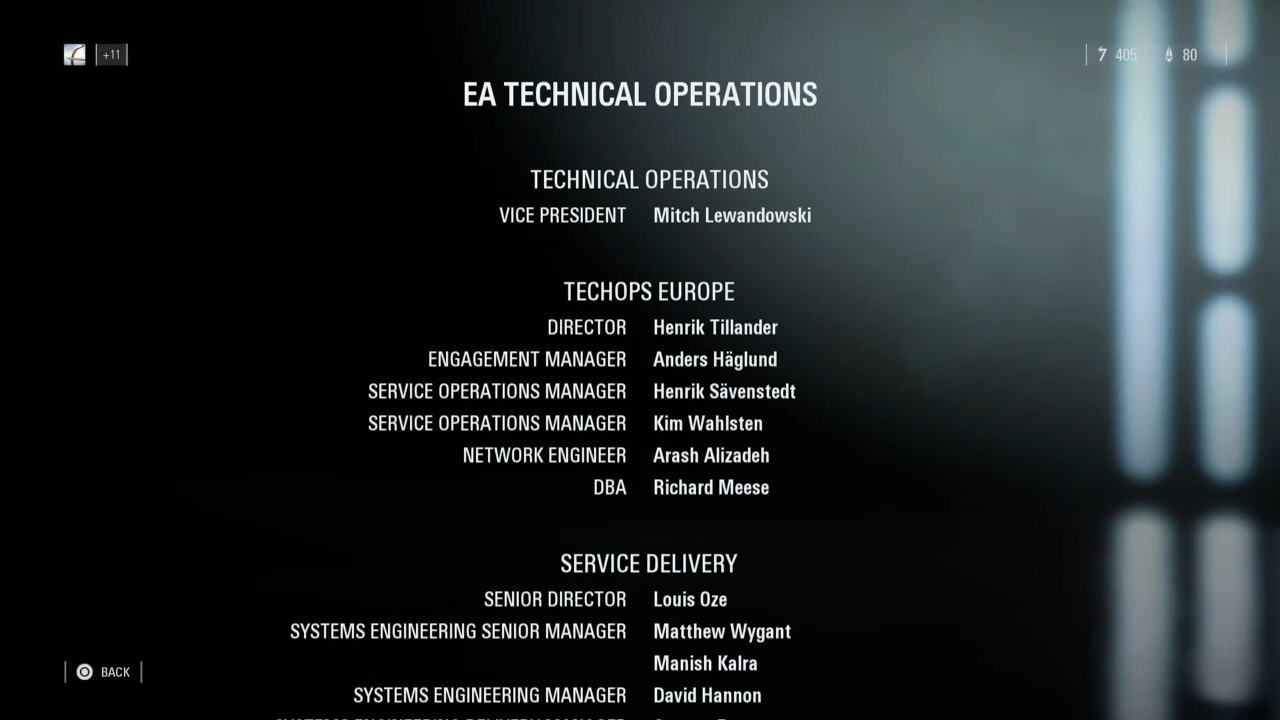 +11
7 405 80
EA TECHNICAL OPERATIONS
TECHNICAL OPERATIONS
VICE PRESIDENT Mitch Lewandowski
TECHOPS EUROPE
DIRECTOR Henrik Tillander
ENGAGEMENT MANAGER Anders Häglund
SERVICE OPERATIONS MANAGER Henrik Sävenstedt
SERVICE OPERATIONS MANAGER Kim Wahlsten
NETWORK ENGINEER Arash Alizadeh
DBA Richard Meese
SERVICE DELIVERY
SENIOR DIRECTOR Louis Oze
SYSTEMS ENGINEERING SENIOR MANAGER Matthew Wygant
Manish Kalra
SYSTEMS ENGINEERING MANAGER David Hannon
BACK